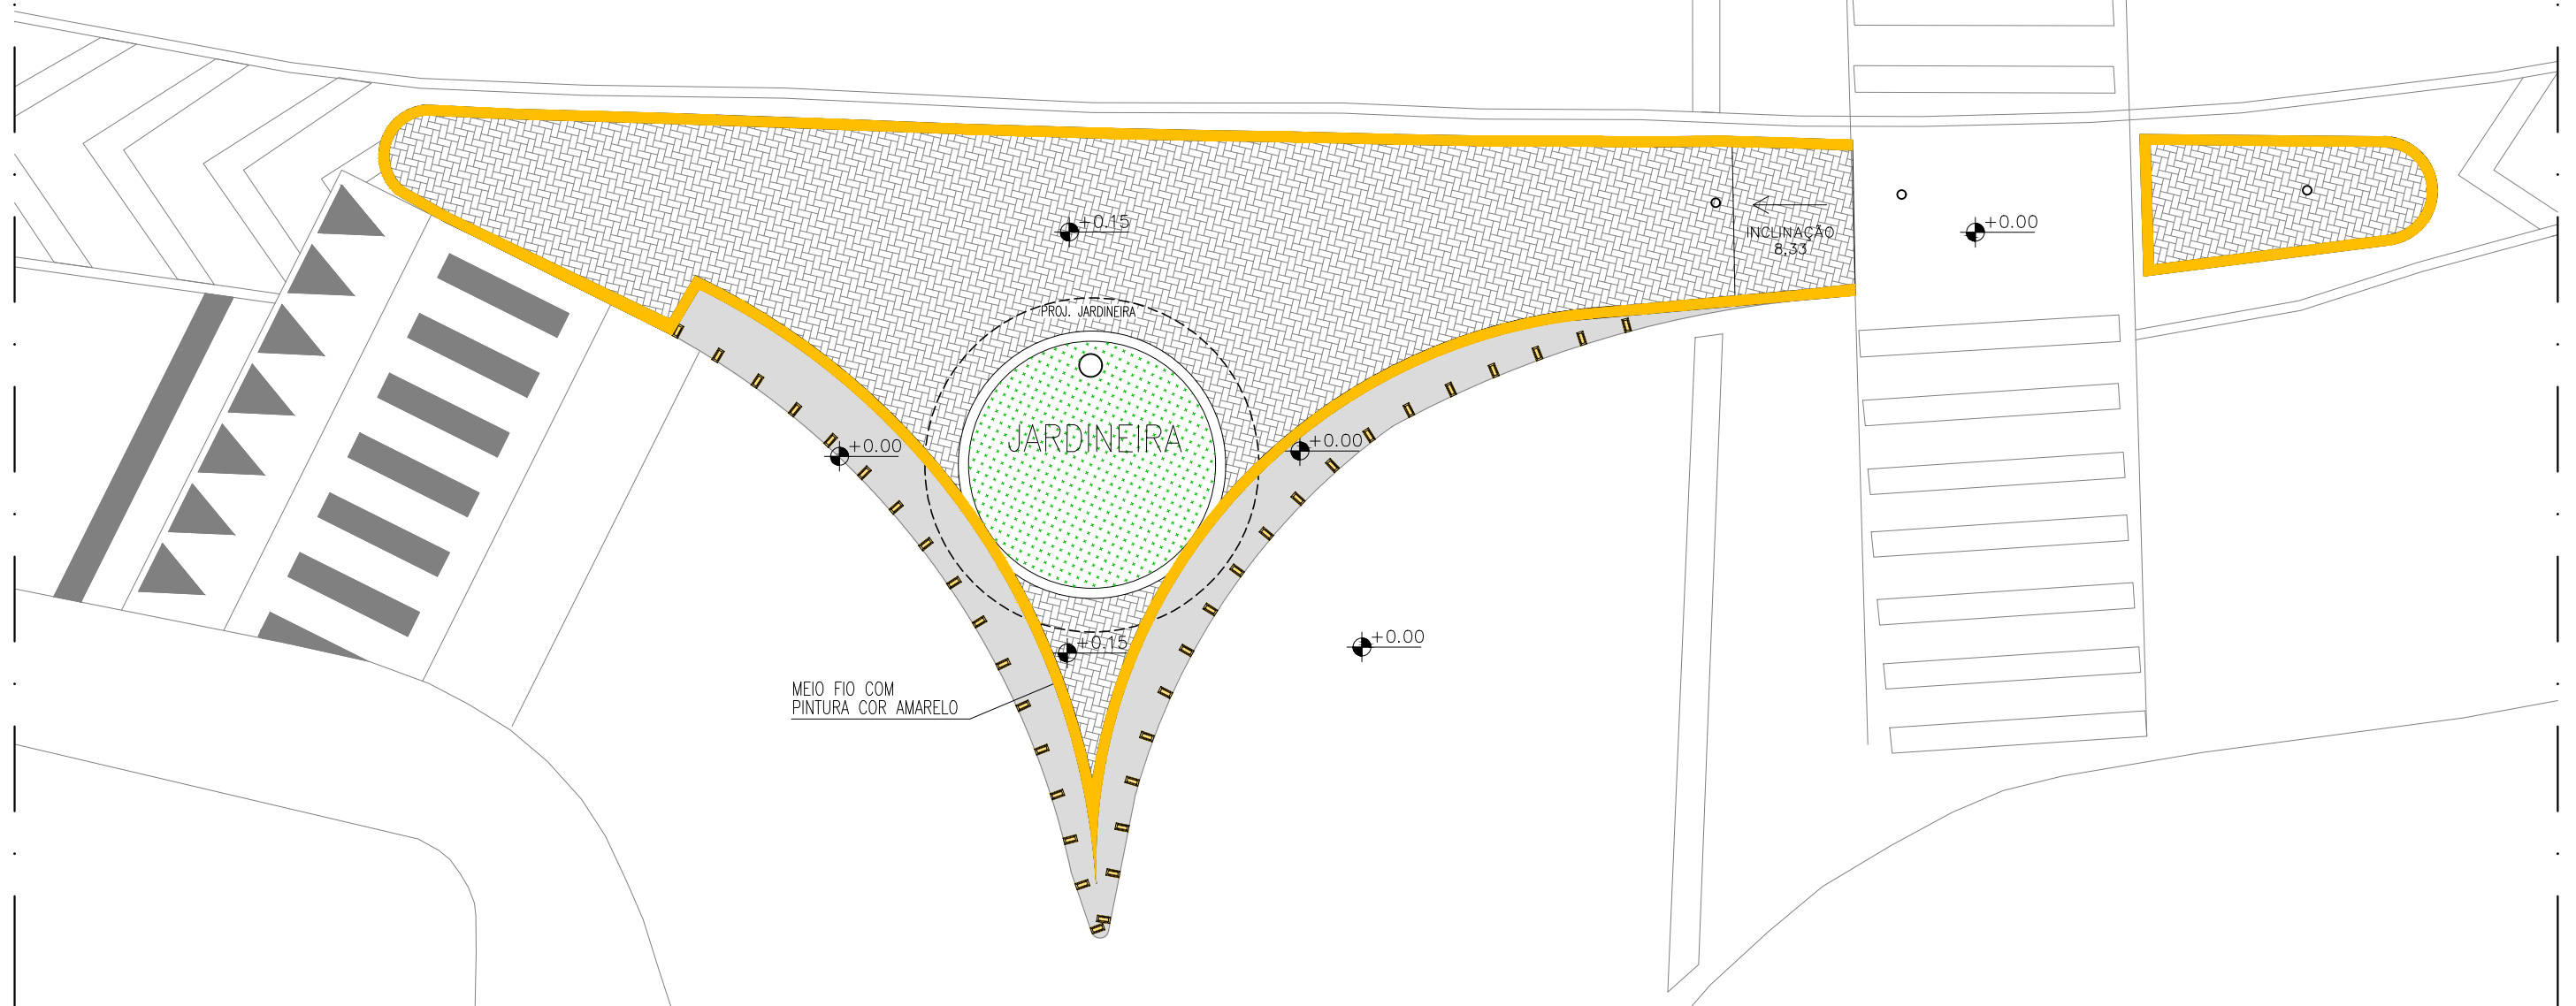 +0.15
INCLINAÇÃO
8,33
+0.00
PROJ. JARDINEIRA
JARDINEIRA
+0.00
+0.00
+0.15
+0.00
MEIO FIO COM
PINTURA COR AMARELO